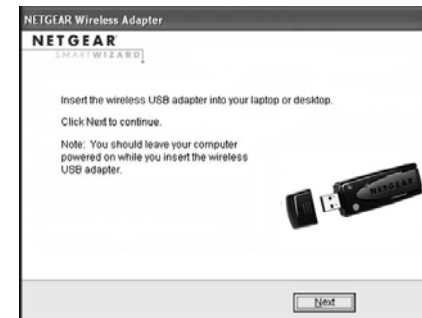 NETGEAR Wireless Adapter
NETGEAR
SMARTWIZARD
Insert the wireless USB adapter into your laptop or desktop.
Click Next to continue.
Note: You should leave your computer
powered on while you insert the wireless
USB adapter.
NETGEAR
Next